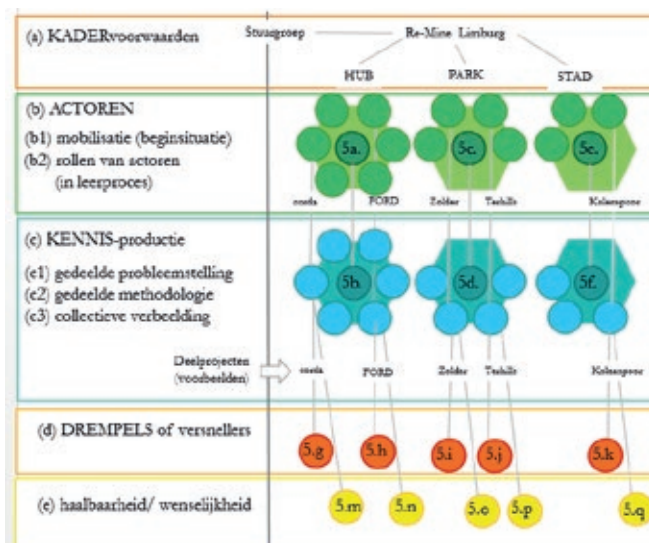 (a) KADERvoorwaarden
Stuurgroep
Re-Mine Limburg
HUB
PARK
STAD
(b) ACTOREN
(b1) mobilisatie (beginsituatie)
(b2) rollen van actoren
(in leerproces)
5a.
5c.
5e.
corda
FORD
Zolder
Terhills
Kolenspoor
(c) KENNIS-productie
(c1) gedeelde probleemstelling
(c2) gedeelde methodologie
(c3) collectieve verbeelding
5b.
5d.
5f.
Deelprojecten
(voorbeelden)
corda
FORD
Zolder
Terhills
Kolenspoor
(d) DREMPELS of versnellers
5.g
5.h
5.i
5.j
5.k
(e) haalbaarheid/ wenselijkheid
5.m
5.n
5.o
5.p
5.q